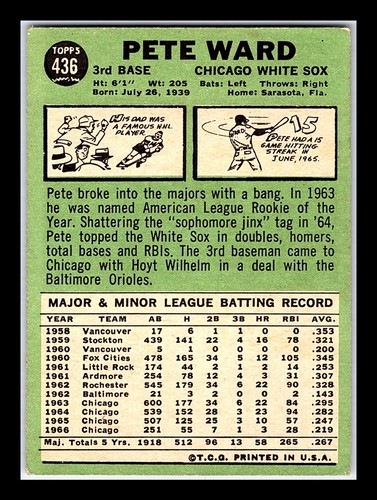 TOPPS
436
PETE WARD
3rd BASE CHICAGO WHITE SOX
Ht: 6'1" Wt: 205 Bats: Left Throws: Right
Born: July 26, 1939 Home: Sarasota, Fla.
HIS DAD WAS
A FAMOUS NHL
PLAYER.
15
PETE HAD A 15
GAME HITTING
STREAK IN
JUNE, 1965.
Pete broke into the majors with a bang. In 1963
he was named American League Rookie of the
Year. Shattering the "sophomore jinx" tag in '64,
Pete topped the White Sox in doubles, homers,
total bases and RBIs. The 3rd baseman came to
Chicago with Hoyt Wilhelm in a deal with the
Baltimore Orioles.
MAJOR & MINOR LEAGUE BATTING RECORD
YEAR TEAM AB H 2B 3B HR RBI AVG.
1958 Vancouver 17 6 1 1 0 0 .353
1959 Stockton 439 141 22 4 16 78 .321
1960 Vancouver 5 1 0 0 0 0 .200
1960 Fox Cities 478 165 34 5 12 105 .345
1961 Little Rock 174 44 2 1 2 14 .253
1961 Ardmore 254 78 12 4 3 31 .307
1962 Rochester 545 179 34 6 22 90 .328
1962 Baltimore 21 3 2 0 0 2 .143
1963 Chicago 600 177 34 6 22 84 .295
1964 Chicago 539 152 28 3 23 94 .282
1965 Chicago 507 125 25 3 10 57 .247
1966 Chicago 251 55 7 1 3 28 .219
Maj. Totals 5 Yrs. 1918 512 96 13 58 265 .267
©T.C.G. PRINTED IN U.S.A.